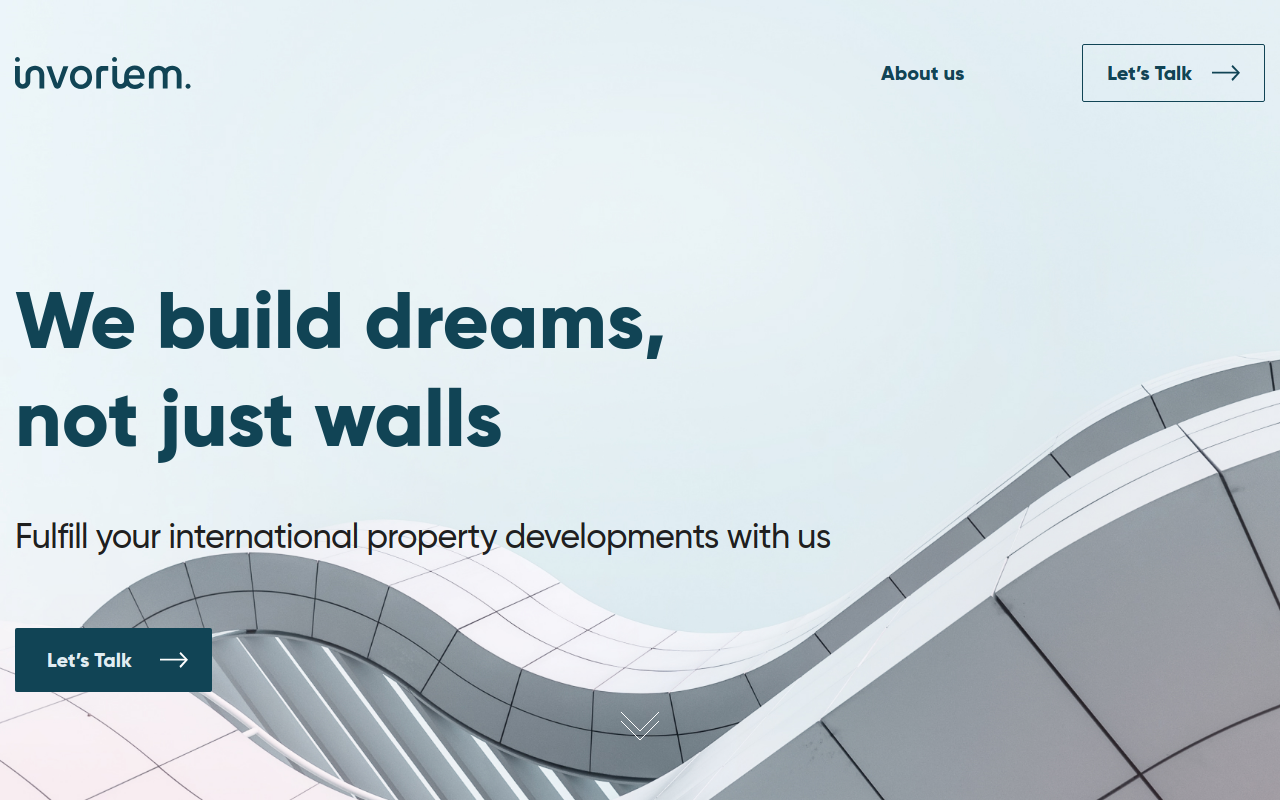 invoriem.
About us
Let's Talk
We build dreams,
not just walls
Fulfill your international property developments with us
Let's Talk